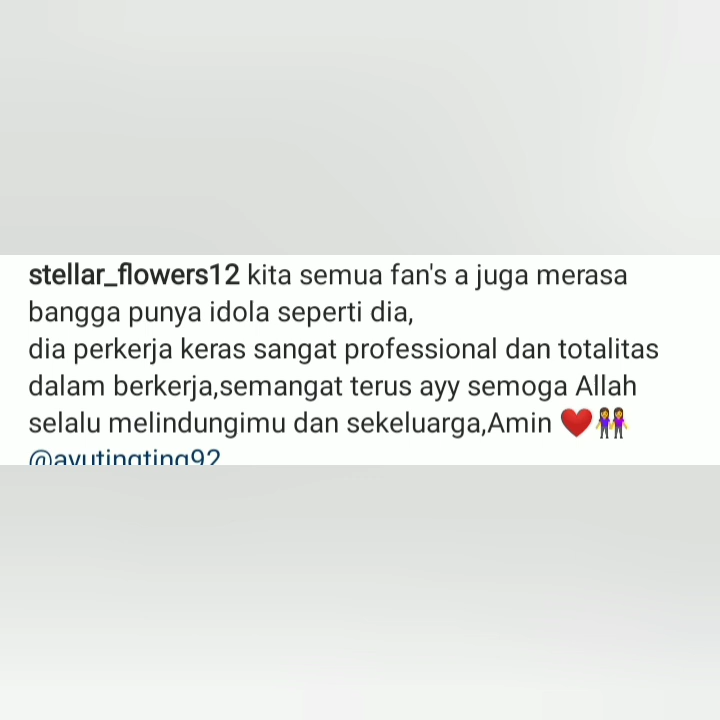 stellar_flowers12 kita semua fan's a juga merasa
bangga punya idola seperti dia,
dia perkerja keras sangat professional dan totalitas
dalam berkerja,semangat terus ayy semoga Allah
selalu melindungimu dan sekeluarga,Amin ❤️👭
@ayutingting92